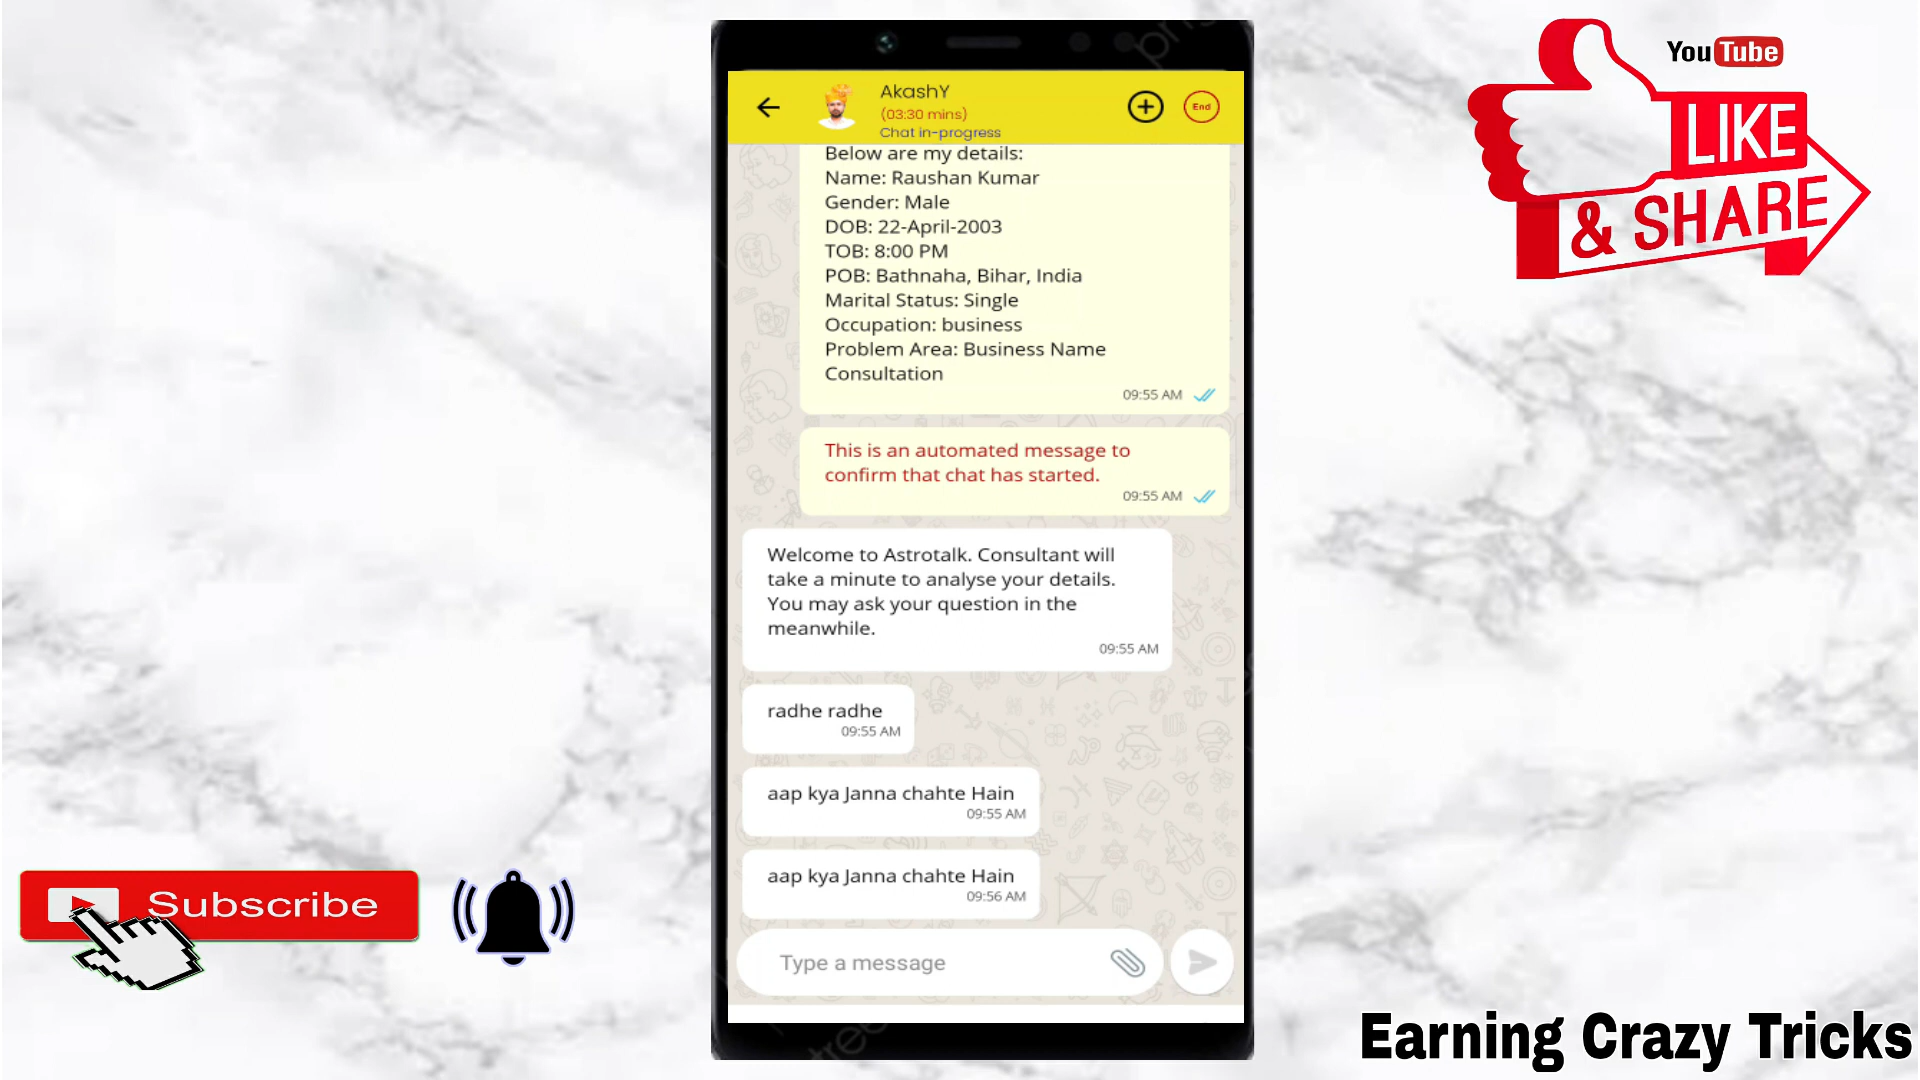 AkashY
(03:30 mins)
Chat in-progress
End
Below are my details:
Name: Raushan Kumar
Gender: Male
DOB: 22-April-2003
TOB: 8:00 PM
POB: Bathnaha, Bihar, India
Marital Status: Single
Occupation: business
Problem Area: Business Name
Consultation
09:55 AM
This is an automated message to
confirm that chat has started.
09:55 AM
Welcome to Astrotalk. Consultant will
take a minute to analyse your details.
You may ask your question in the
meanwhile.
09:55 AM
radhe radhe
09:55 AM
aap kya Janna chahte Hain
09:55 AM
aap kya Janna chahte Hain
09:56 AM
Type a message
YouTube
LIKE
& SHARE
Subscribe
Earning Crazy Tricks